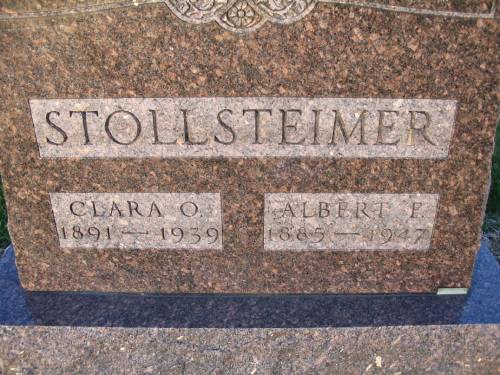 STOLLSTEIMER
CLARA O.
1891 — 1939
ALBERT P.
1885 — 1947